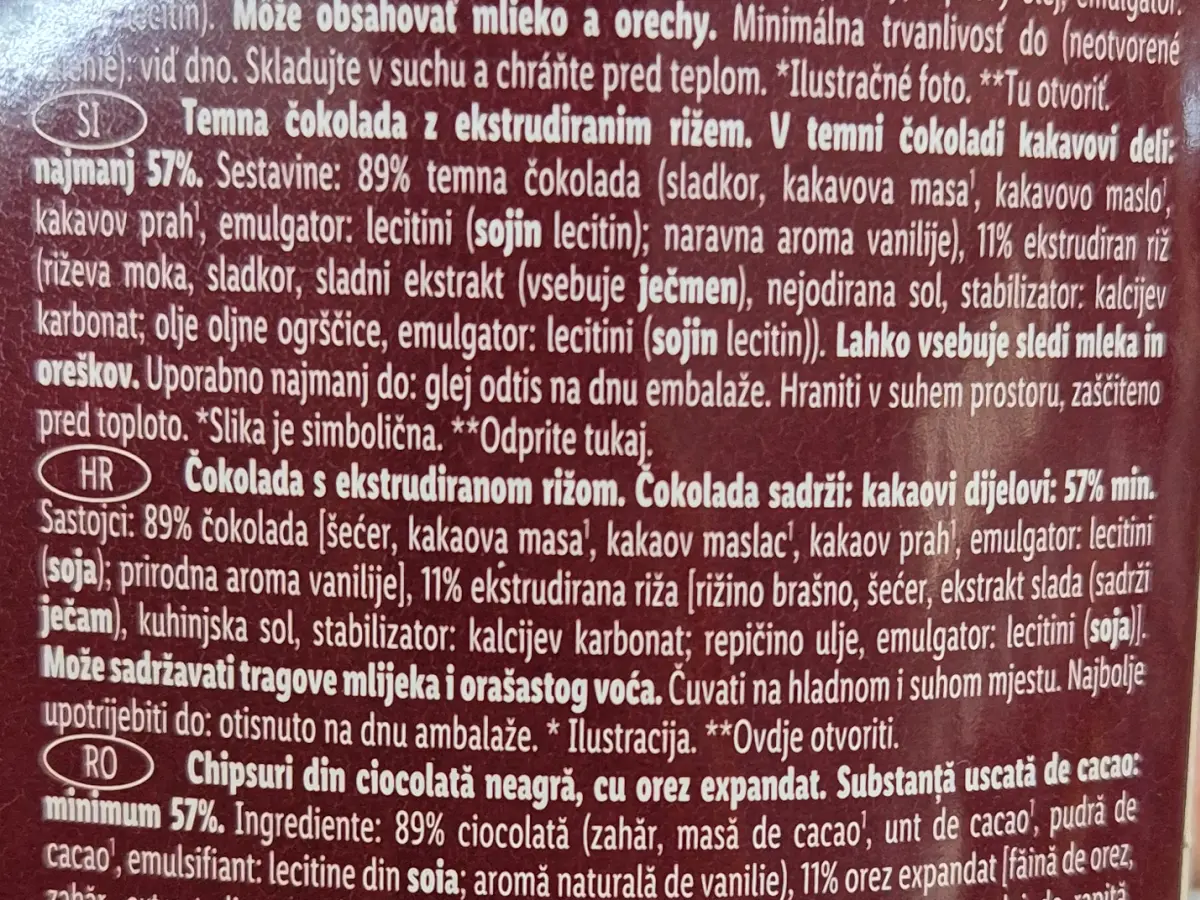 lecitín). Môže obsahovať mlieko a orechy. Minimálna trvanlivosť do (neotvorené
viď dno. Skladujte v suchu a chráňte pred teplom. *Ilustračné foto. **Tu otvoriť.
SI Temna čokolada z ekstrudiranim rižem. V temni čokoladi kakavovi deli:
najmanj 57%. Sestavine: 89% temna čokolada (sladkor, kakavova masa¹, kakavovo maslo¹,
kakavov prah¹, emulgator: lecitini (sojin lecitin); naravna aroma vanilije), 11% ekstrudiran riž
(riževa moka, sladkor, sladni ekstrakt (vsebuje ječmen), nejodirana sol, stabilizator: kalcijev
karbonat; olje oljne ogrščice, emulgator: lecitini (sojin lecitin)). Lahko vsebuje sledi mleka in
oreškov. Uporabno najmanj do: glej odtis na dnu embalaže. Hraniti v suhem prostoru, zaščiteno
pred toploto. *Slika je simbolična. **Odprite tukaj.
HR Čokolada s ekstrudiranom rižom. Čokolada sadrži: kakaovi dijelovi: 57% min.
Sastojci: 89% čokolada [šećer, kakaova masa¹, kakaov maslac¹, kakaov prah¹, emulgator: lecitini
(soja); prirodna aroma vanilije], 11% ekstrudirana riža [rižino brašno, šećer, ekstrakt slada (sadrži
ječam), kuhinjska sol, stabilizator: kalcijev karbonat; repičino ulje, emulgator: lecitini (soja)].
Može sadržavati tragove mlijeka i orašastog voća. Čuvati na hladnom i suhom mjestu. Najbolje
upotrijebiti do: otisnuto na dnu ambalaže. * Ilustracija. **Ovdje otvoriti.
RO Chipsuri din ciocolată neagră, cu orez expandat. Substanță uscată de cacao:
minimum 57%. Ingrediente: 89% ciocolată (zahăr, masă de cacao¹, unt de cacao¹, pudră de
cacao¹, emulsifiant: lecitine din soia; aromă naturală de vanilie), 11% orez expandat [făină de orez,